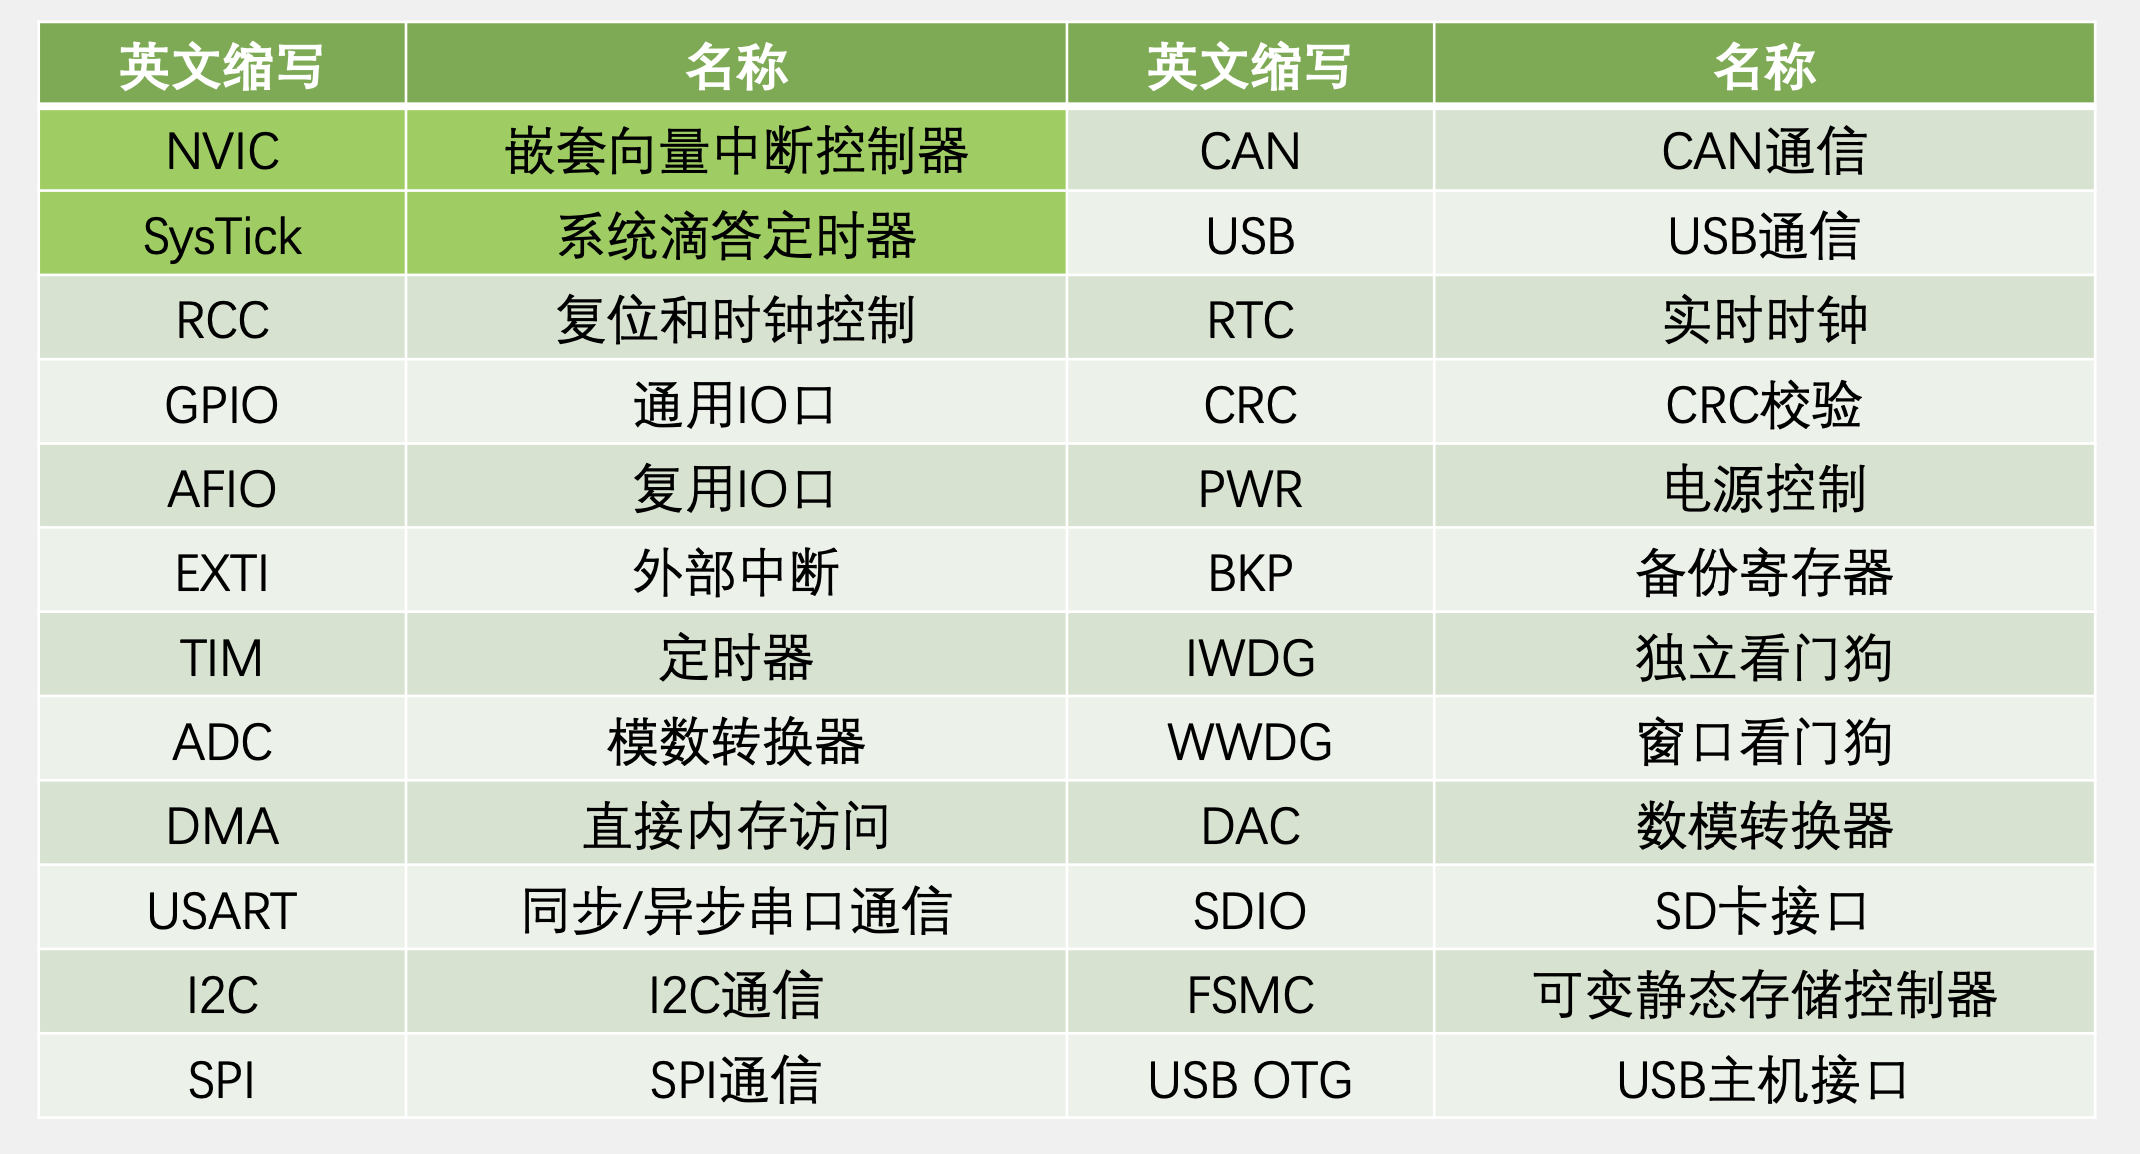 英文缩写 名称 英文缩写 名称
NVIC 嵌套向量中断控制器 CAN CAN通信
SysTick 系统滴答定时器 USB USB通信
RCC 复位和时钟控制 RTC 实时时钟
GPIO 通用IO口 CRC CRC校验
AFIO 复用IO口 PWR 电源控制
EXTI 外部中断 BKP 备份寄存器
TIM 定时器 IWDG 独立看门狗
ADC 模数转换器 WWDG 窗口看门狗
DMA 直接内存访问 DAC 数模转换器
USART 同步/异步串口通信 SDIO SD卡接口
I2C I2C通信 FSMC 可变静态存储控制器
SPI SPI通信 USB OTG USB主机接口